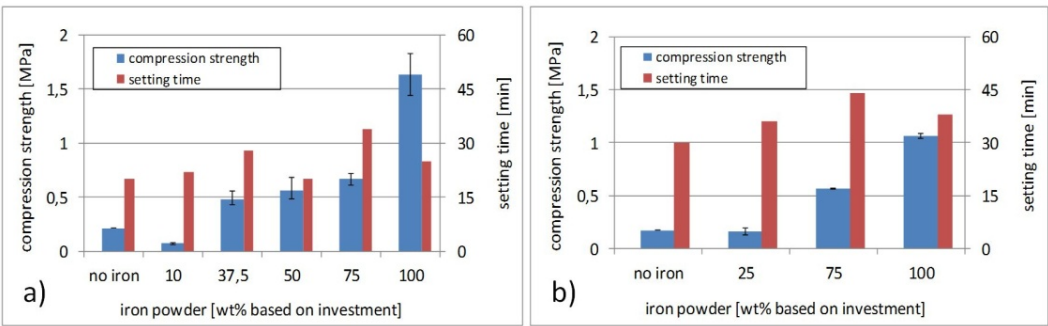 compression strength [MPa]
2
1,5
1
0,5
0
compression strength
setting time
60
45
30
15
0
setting time [min]
no iron 10 37,5 50 75 100
iron powder [wt% based on investment]
a)
compression strength [MPa]
2
1,5
1
0,5
0
compression strength
setting time
60
45
30
15
0
setting time [min]
no iron 25 75 100
iron powder [wt% based on investment]
b)